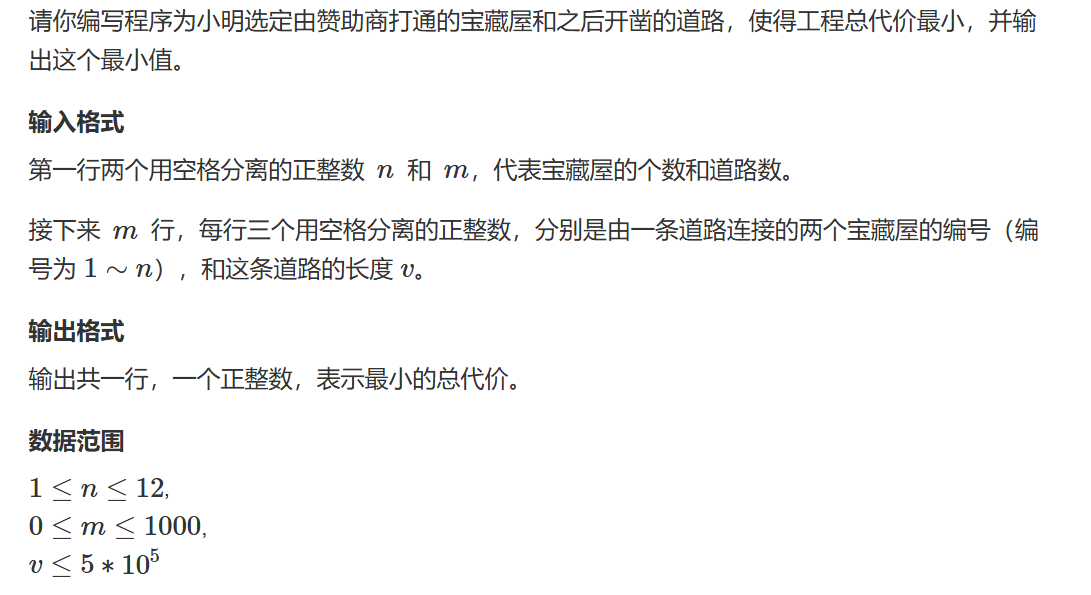 请你编写程序为小明选定由赞助商打通的宝藏屋和之后开凿的道路，使得工程总代价最小，并输
出这个最小值。
输入格式
第一行两个用空格分离的正整数 n 和 m，代表宝藏屋的个数和道路数。
接下来 m 行，每行三个用空格分离的正整数，分别是由一条道路连接的两个宝藏屋的编号（编
号为 1 ∼ n），和这条道路的长度 v。
输出格式
输出共一行，一个正整数，表示最小的总代价。
数据范围
1 ≤ n ≤ 12,
0 ≤ m ≤ 1000,
v ≤ 5 ∗ 10⁵